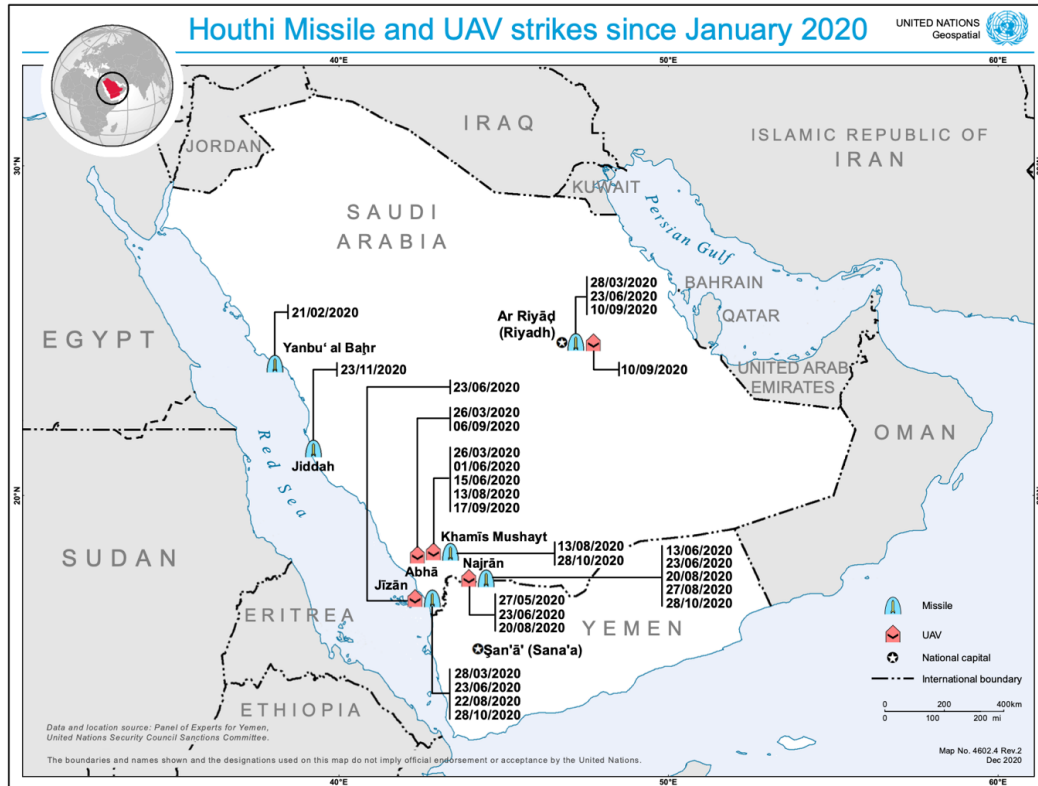 Houthi Missile and UAV strikes since January 2020
UNITED NATIONS
Geospatial
40°E
50°E
60°E
30°N
20°N
JORDAN
IRAQ
ISLAMIC REPUBLIC OF
IRAN
KUWAIT
SAUDI
ARABIA
Persian Gulf
BAHRAIN
QATAR
UNITED ARAB
EMIRATES
OMAN
EGYPT
Red Sea
SUDAN
ERITREA
ETHIOPIA
YEMEN
21/02/2020
Yanbu' al Baḩr
23/11/2020
Jiddah
28/03/2020
23/06/2020
10/09/2020
Ar Riyāḑ
(Riyadh)
10/09/2020
23/06/2020
26/03/2020
06/09/2020
26/03/2020
01/06/2020
15/06/2020
13/08/2020
17/09/2020
Khamīs Mushayt
13/08/2020
28/10/2020
Abhā
Najrān
13/06/2020
23/06/2020
20/08/2020
27/08/2020
28/10/2020
Jīzān
27/05/2020
23/06/2020
20/08/2020
Şan'ā' (Sana'a)
28/03/2020
23/06/2020
22/08/2020
28/10/2020
Missile
UAV
National capital
International boundary
0 200 400km
0 100 200 mi
Data and location source: Panel of Experts for Yemen,
United Nations Security Council Sanctions Committee.
The boundaries and names shown and the designations used on this map do not imply official endorsement or acceptance by the United Nations.
Map No. 4602.4 Rev.2
Dec 2020
40°E
50°E
60°E